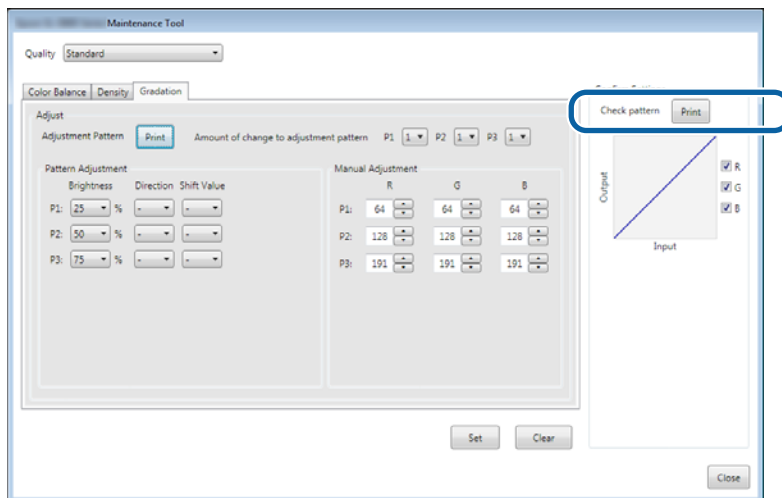 Maintenance Tool
Quality Standard
Color Balance Density Gradation
Adjust
Adjustment Pattern Print Amount of change to adjustment pattern P1 1 P2 1 P3 1
Check pattern Print
Pattern Adjustment
Brightness Direction Shift Value
P1: 25 % - -
P2: 50 % - -
P3: 75 % - -
Manual Adjustment
R G B
P1: 64 64 64
P2: 128 128 128
P3: 191 191 191
Output
Input
R
G
B
Set Clear
Close